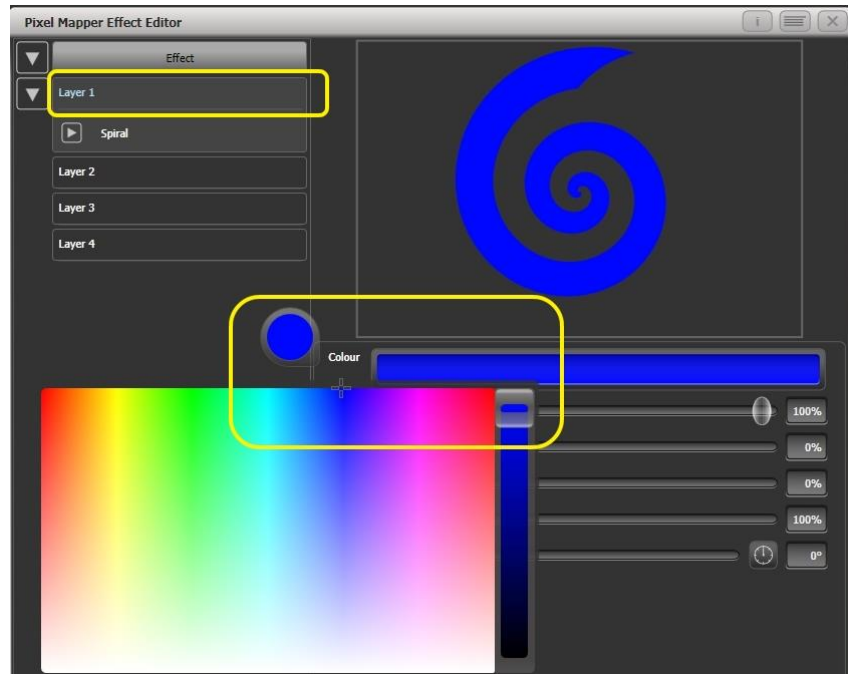 Pixel Mapper Effect Editor
i
Effect
Layer 1
Spiral
Layer 2
Layer 3
Layer 4
Colour
100%
0%
0%
100%
0°